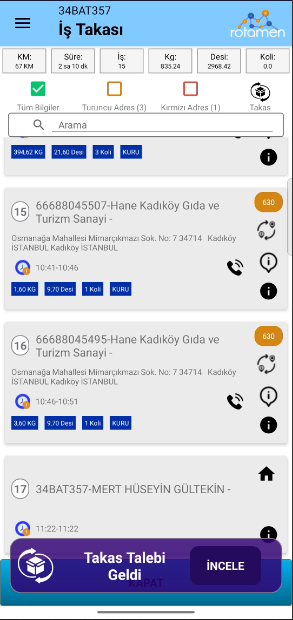 34BAT357
İş Takası
rotamen
KM:
67 KM
Süre:
2 sa 10 dk
İş:
15
Kg:
835.24
Desi:
2968.42
Koli:
0.0
Tüm Bilgiler
Turuncu Adres (3)
Kırmızı Adres (1)
Takas
Arama
394,62 KG
21,60 Desi
3 Koli
KURU
15
66688045507-Hane Kadıköy Gıda ve
Turizm Sanayi -
630
Osmanağa Mahallesi Mimarçıkmazı Sok. No: 7 34714 Kadıköy
İSTANBUL Kadıköy İSTANBUL
10:41-10:46
1,60 KG
9,70 Desi
1 Koli
KURU
16
66688045495-Hane Kadıköy Gıda ve
Turizm Sanayi -
630
Osmanağa Mahallesi Mimarçıkmazı Sok. No: 7 34714 Kadıköy
İSTANBUL Kadıköy İSTANBUL
10:46-10:51
3,60 KG
9,70 Desi
1 Koli
KURU
17
34BAT357-MERT HÜSEYİN GÜLTEKİN -
11:22-11:22
Takas Talebi
Geldi
İNCELE
KAPAT